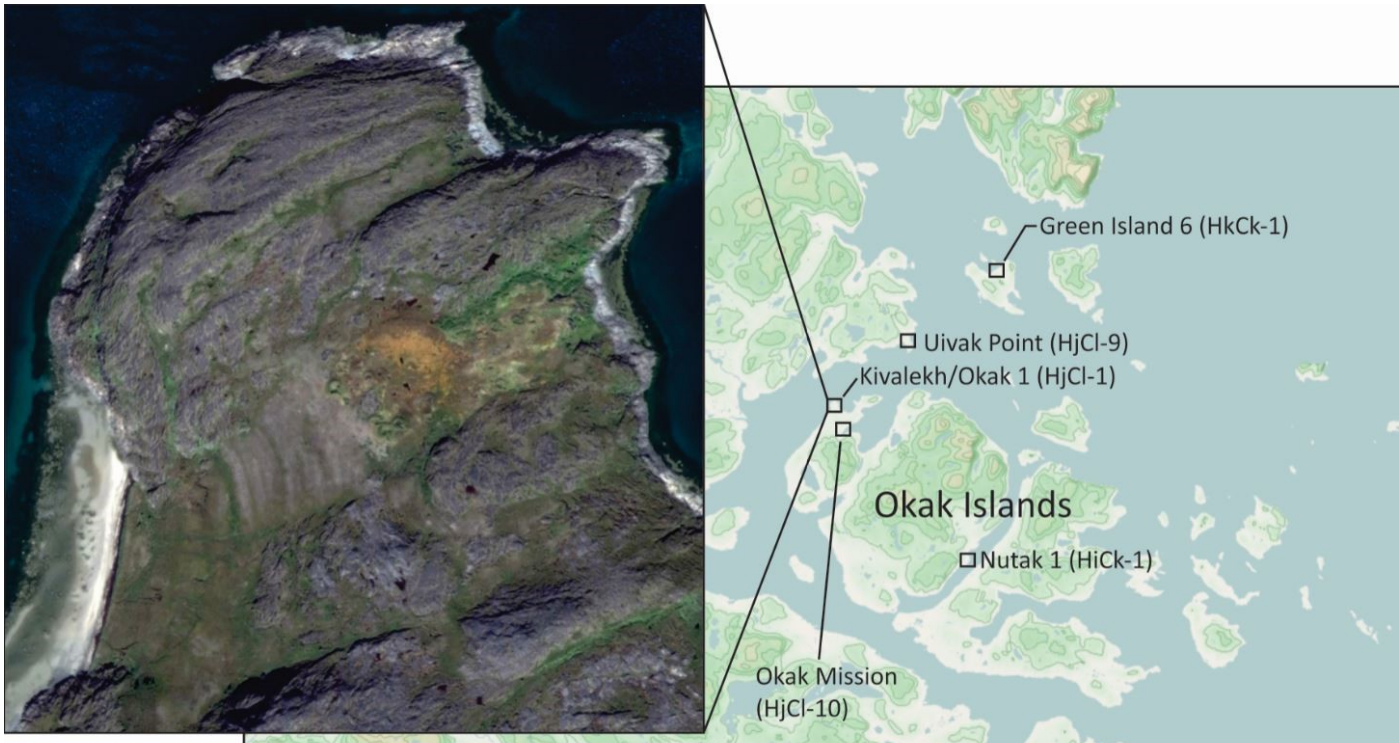 Green Island 6 (HkCk-1)
Uivak Point (HjCl-9)
Kivalekh/Okak 1 (HjCl-1)
Okak Islands
Nutak 1 (HiCk-1)
Okak Mission
(HjCl-10)